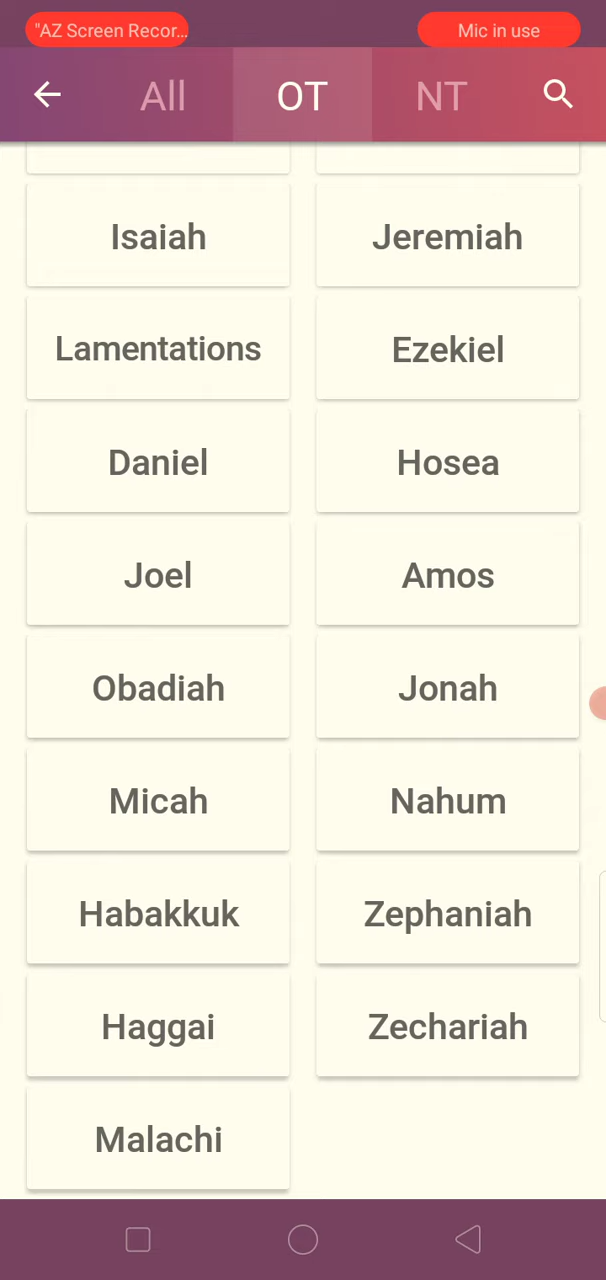 "AZ Screen Recor... Mic in use
All OT NT
Isaiah Jeremiah
Lamentations Ezekiel
Daniel Hosea
Joel Amos
Obadiah Jonah
Micah Nahum
Habakkuk Zephaniah
Haggai Zechariah
Malachi